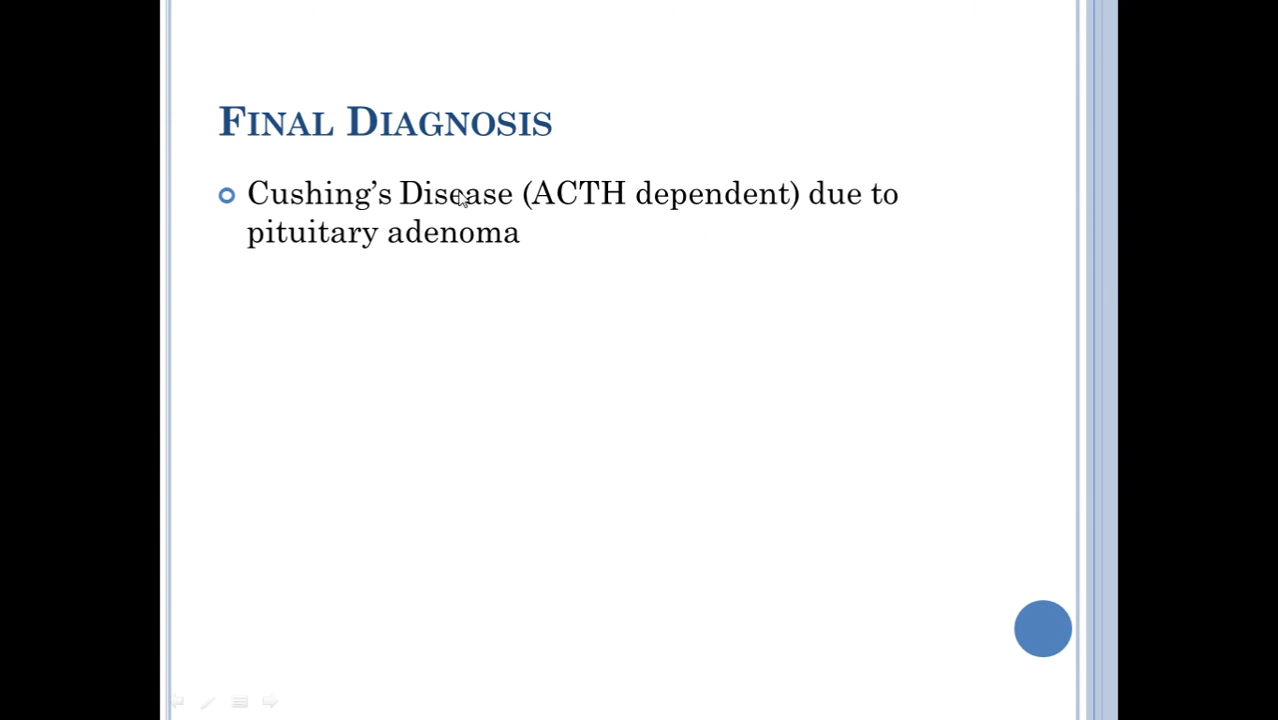 FINAL DIAGNOSIS
Cushing’s Disease (ACTH dependent) due to
pituitary adenoma